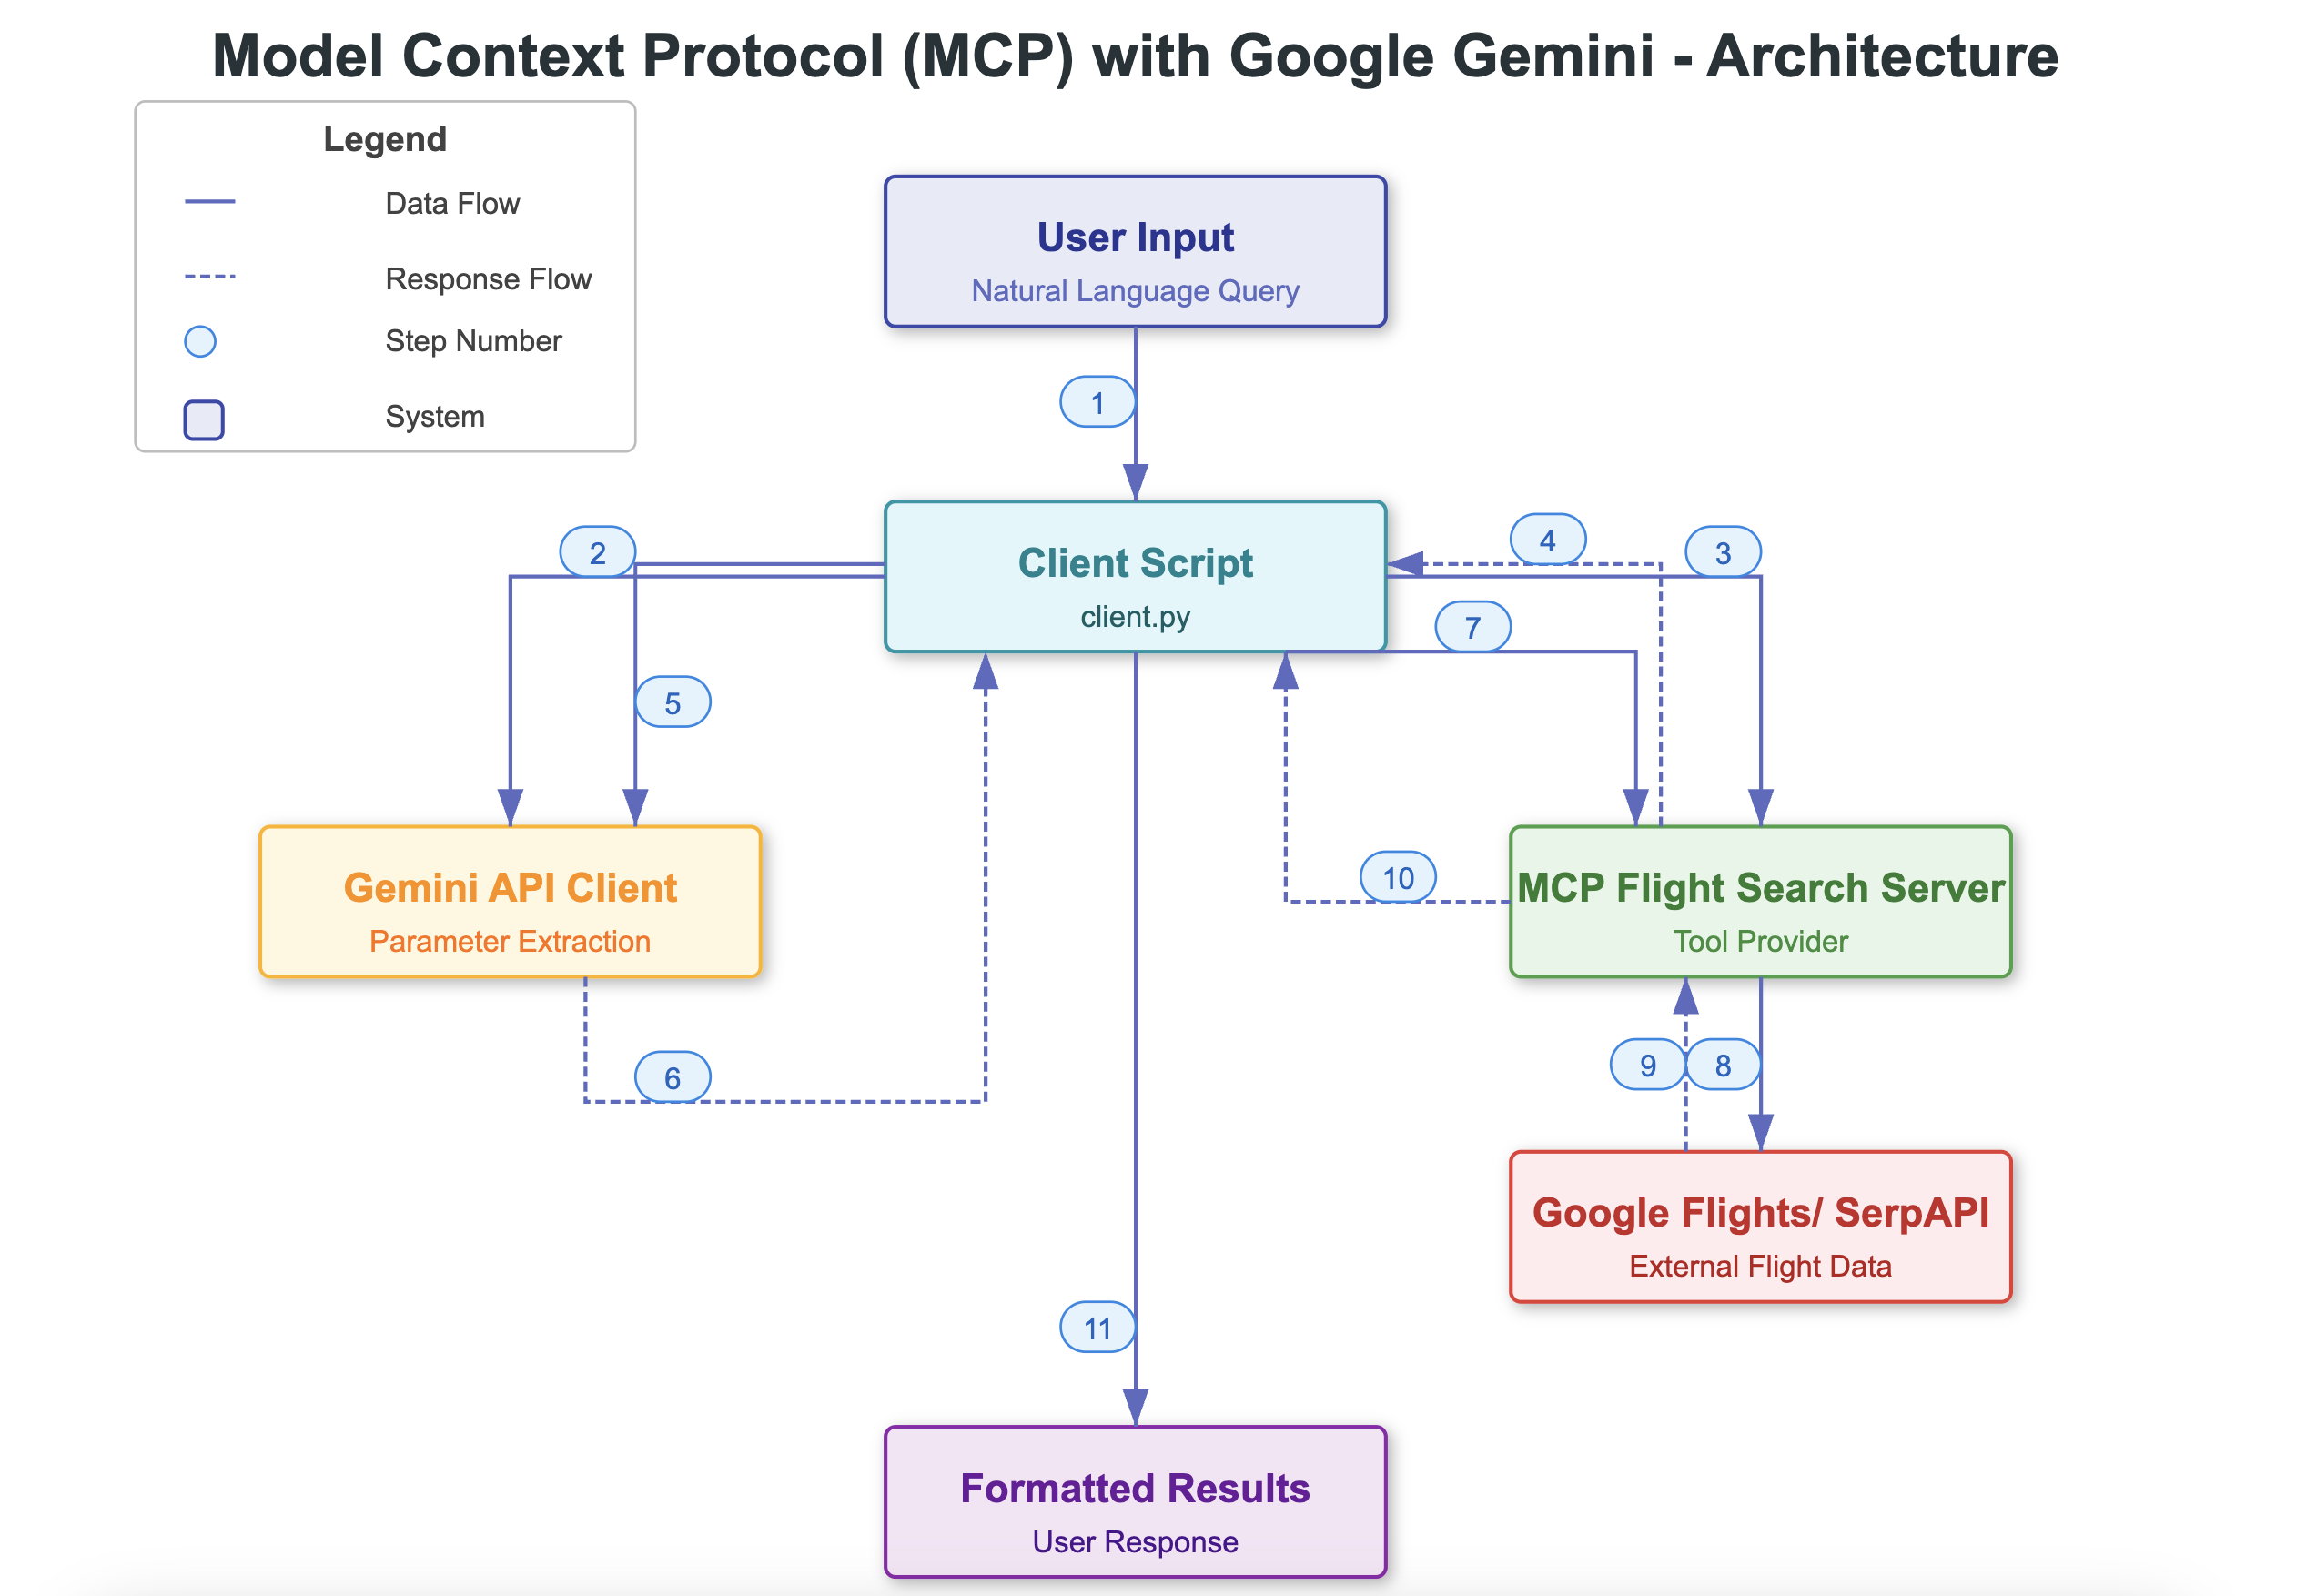 Model Context Protocol (MCP) with Google Gemini - Architecture
Legend
Data Flow
Response Flow
Step Number
System
User Input
Natural Language Query
1
Client Script
client.py
2
4
3
7
5
Gemini API Client
Parameter Extraction
10
MCP Flight Search Server
Tool Provider
6
9
8
Google Flights/ SerpAPI
External Flight Data
11
Formatted Results
User Response